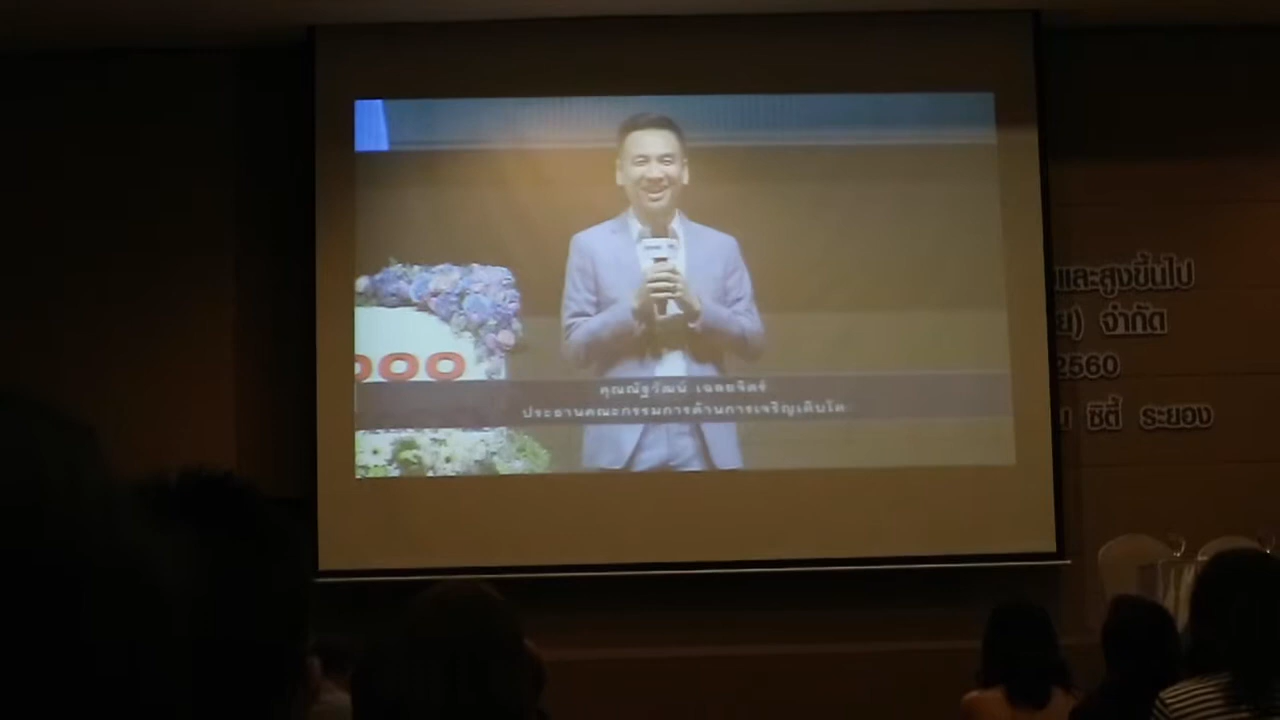 000
คุณณัฐวัฒน์ เฉลยจิตร์
ประธานคณะกรรมการด้านการเจริญเติบโต
และสูงขึ้นไป
จำกัด
2560
ซิตี้ ระยอง